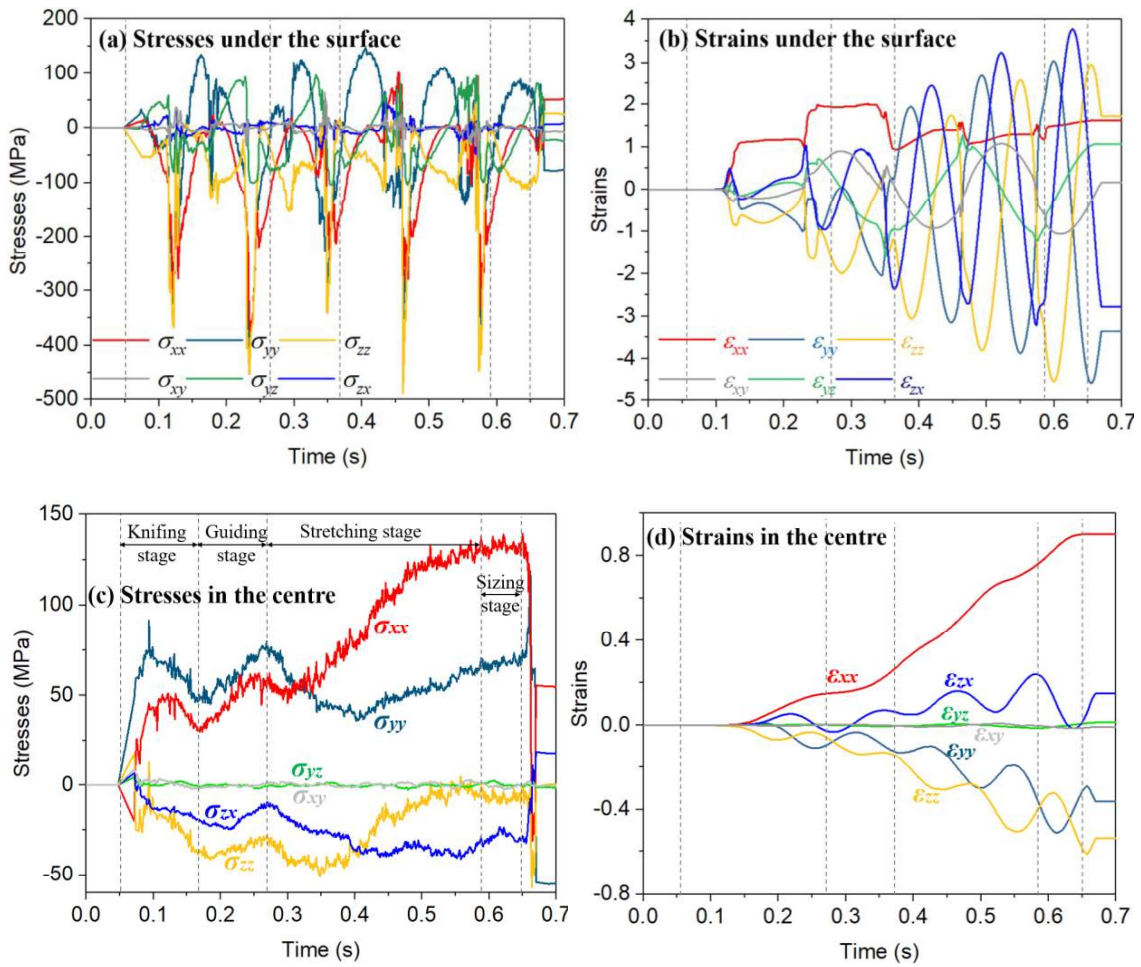 (a) Stresses under the surface
Stresses (MPa)
200
100
0
-100
-200
-300
-400
-500
σxx σyy σzz
σxy σyz σzx
0.0 0.1 0.2 0.3 0.4 0.5 0.6 0.7
Time (s)
(b) Strains under the surface
Strains
4
3
2
1
0
-1
-2
-3
-4
-5
εxx εyy εzz
εxy εyz εzx
0.0 0.1 0.2 0.3 0.4 0.5 0.6 0.7
Time (s)
(c) Stresses in the centre
Stresses (MPa)
150
100
50
0
-50
Knifing
stage
Guiding
stage
Stretching stage
Sizing
stage
σxx
σyy
σyz
σxy
σzx
σzz
0.0 0.1 0.2 0.3 0.4 0.5 0.6 0.7
Time (s)
(d) Strains in the centre
Strains
0.8
0.4
0.0
-0.4
-0.8
εxx
εzx
εyz
εxy
εyy
εzz
0.0 0.1 0.2 0.3 0.4 0.5 0.6 0.7
Time (s)